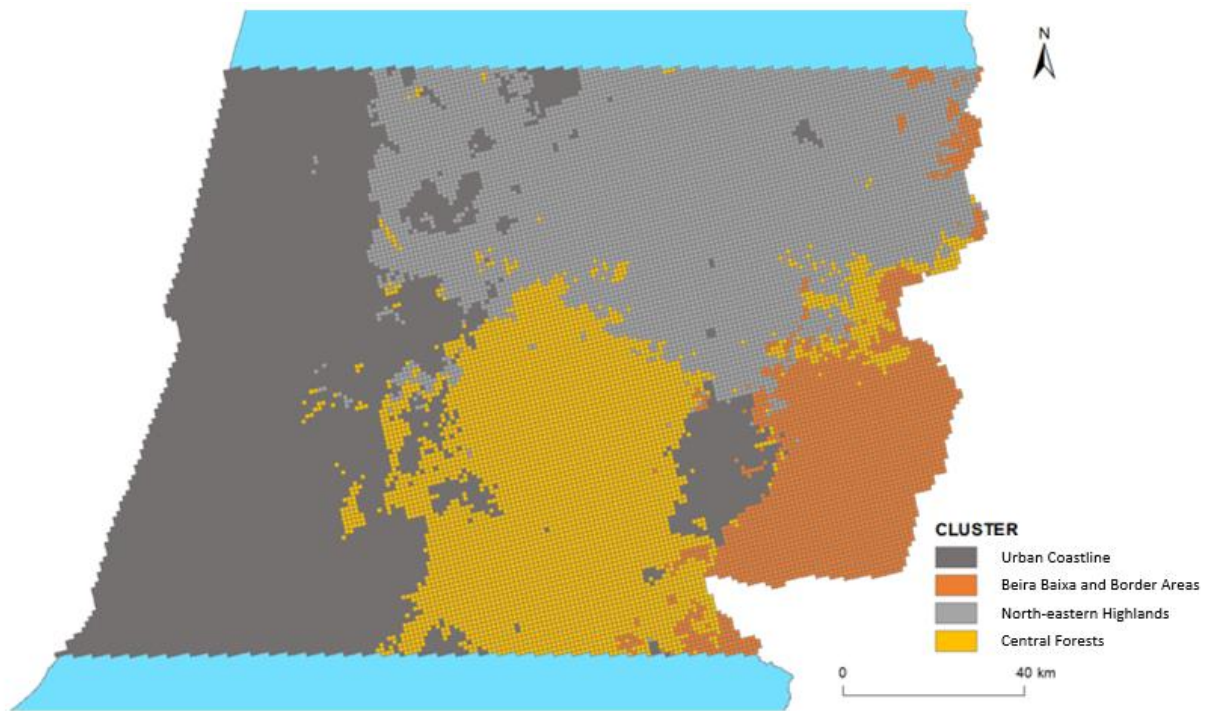 N
CLUSTER
Urban Coastline
Beira Baixa and Border Areas
North-eastern Highlands
Central Forests
0 40 km